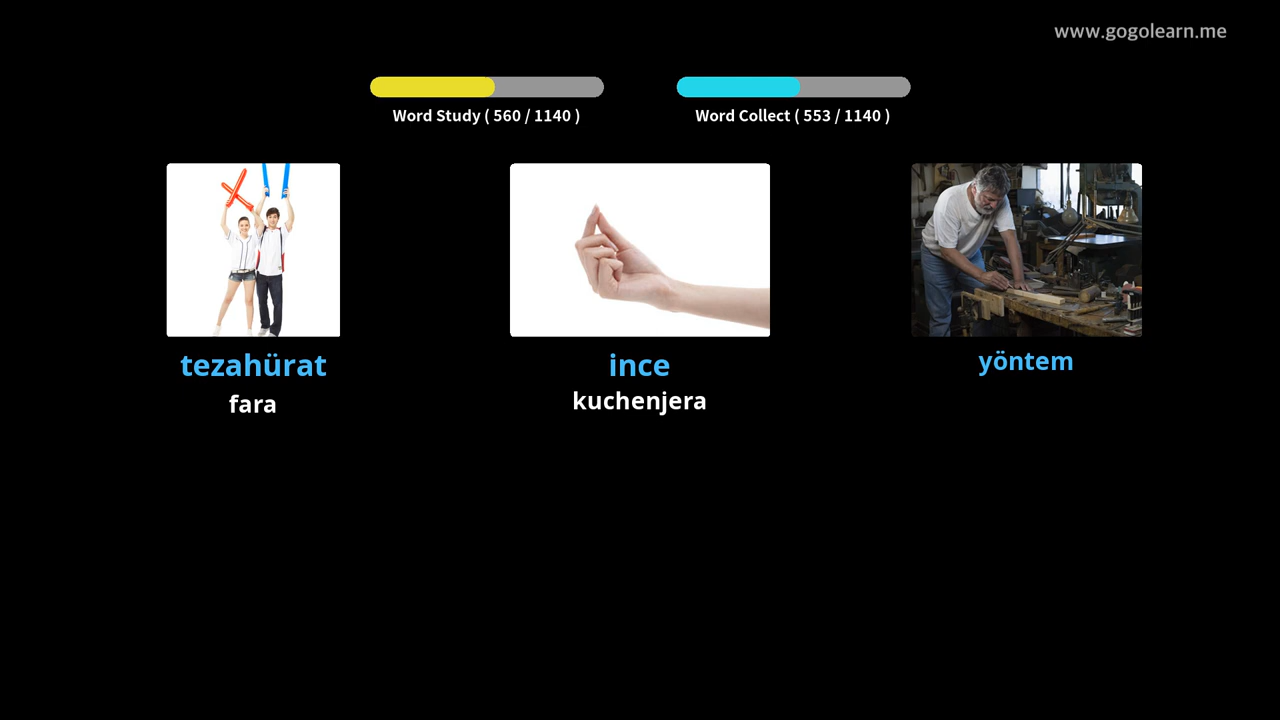 www.gogolearn.me
Word Study ( 560 / 1140 )
Word Collect ( 553 / 1140 )
tezahürat
fara
ince
kuchenjera
yöntem